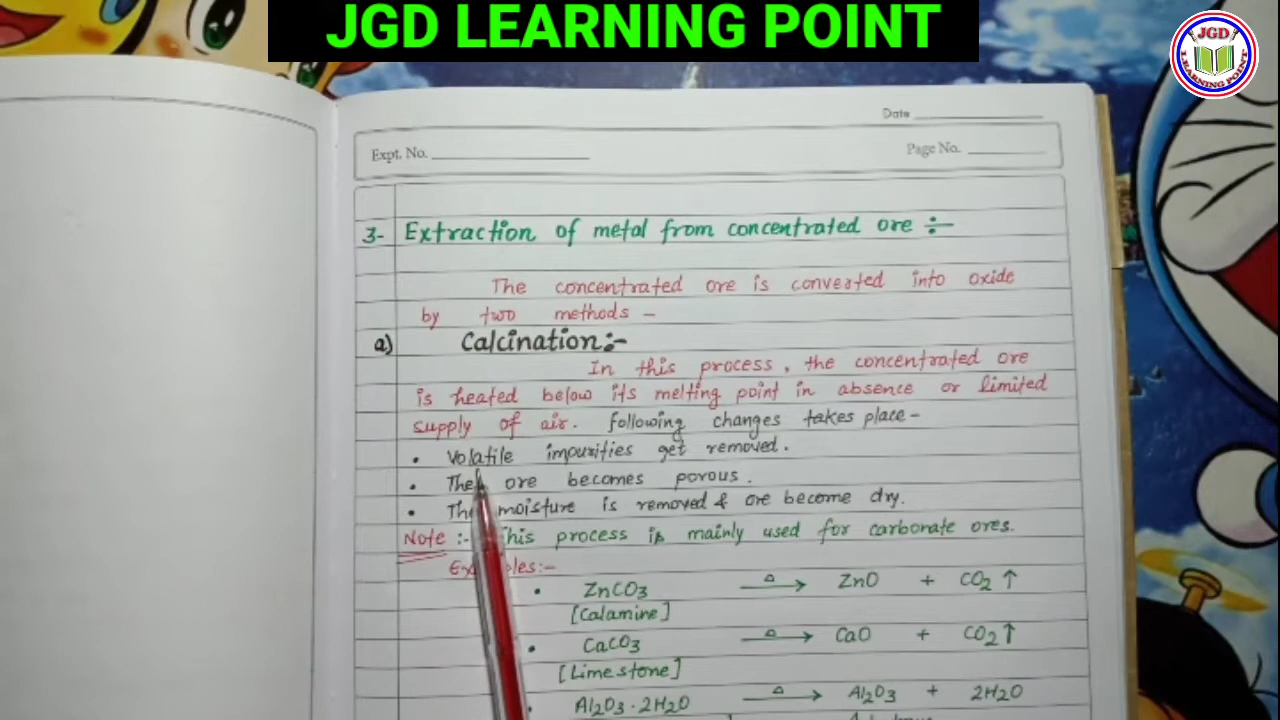 JGD LEARNING POINT
JGD
LEARNING POINT
Date
Expt. No.
Page No.
3- Extraction of metal from concentrated ore :-
The concentrated ore is converted into oxide
by two methods -
a) Calcination:-
In this process, the concentrated ore
is heated below its melting point in absence or limited
supply of air. following changes takes place-
• Volatile impurities get removed.
• The ore becomes porous.
• The moisture is removed & ore become dry.
Note :- This process is mainly used for carbonate ores.
Examples:-
• ZnCO3 —Δ→ ZnO + CO2 ↑
[Calamine]
• CaCO3 —Δ→ CaO + CO2 ↑
[Limestone]
• Al2O3·2H2O —Δ→ Al2O3 + 2H2O